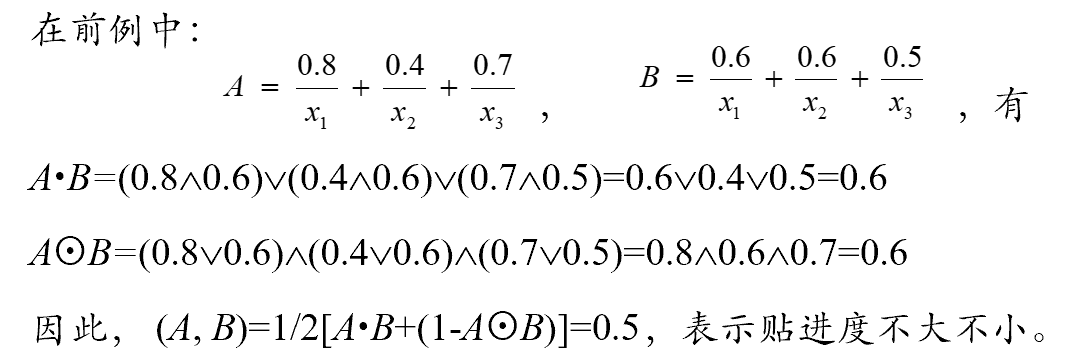 在前例中：
A = 0.8/x₁ + 0.4/x₂ + 0.7/x₃ ， B = 0.6/x₁ + 0.6/x₂ + 0.5/x₃ ，有
A•B=(0.8∧0.6)∨(0.4∧0.6)∨(0.7∧0.5)=0.6∨0.4∨0.5=0.6
A⊙B=(0.8∨0.6)∧(0.4∨0.6)∧(0.7∨0.5)=0.8∧0.6∧0.7=0.6
因此，(A, B)=1/2[A•B+(1-A⊙B)]=0.5，表示贴进度不大不小。